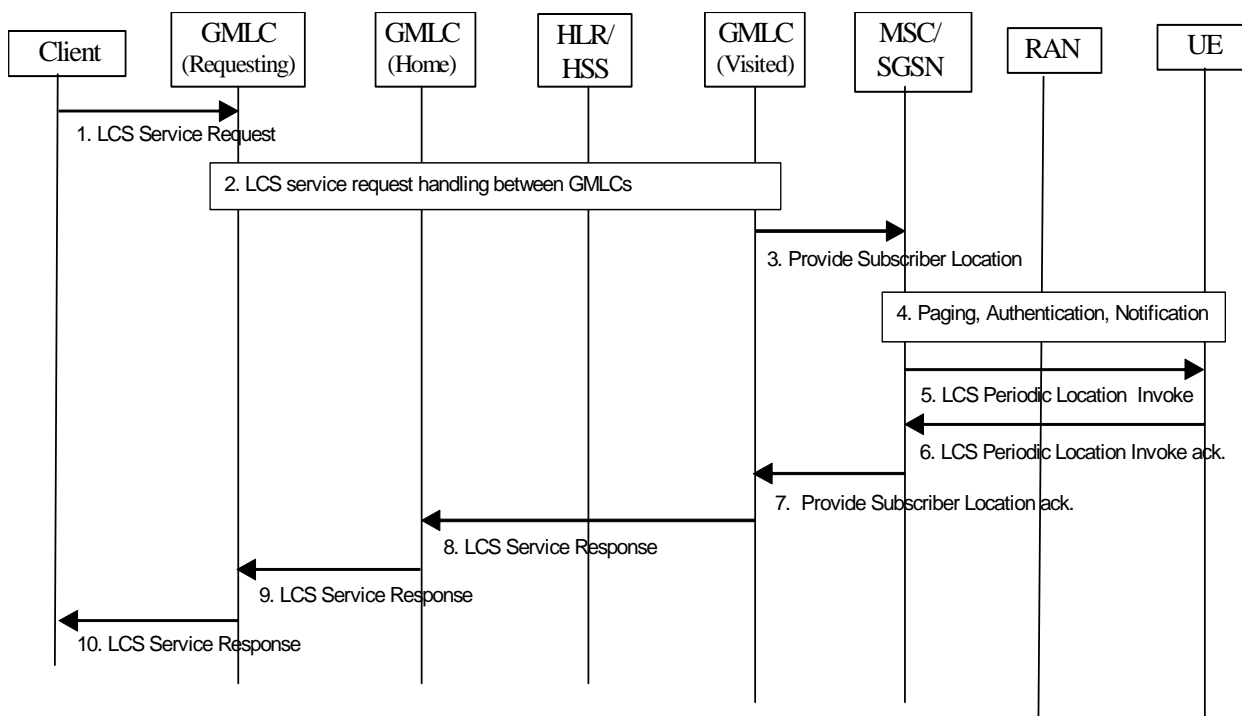 Client
GMLC
(Requesting)
GMLC
(Home)
HLR/
HSS
GMLC
(Visited)
MSC/
SGSN
RAN
UE
1. LCS Service Request
2. LCS service request handling between GMLCs
3. Provide Subscriber Location
4. Paging, Authentication, Notification
5. LCS Periodic Location Invoke
6. LCS Periodic Location Invoke ack.
7. Provide Subscriber Location ack.
8. LCS Service Response
9. LCS Service Response
10. LCS Service Response